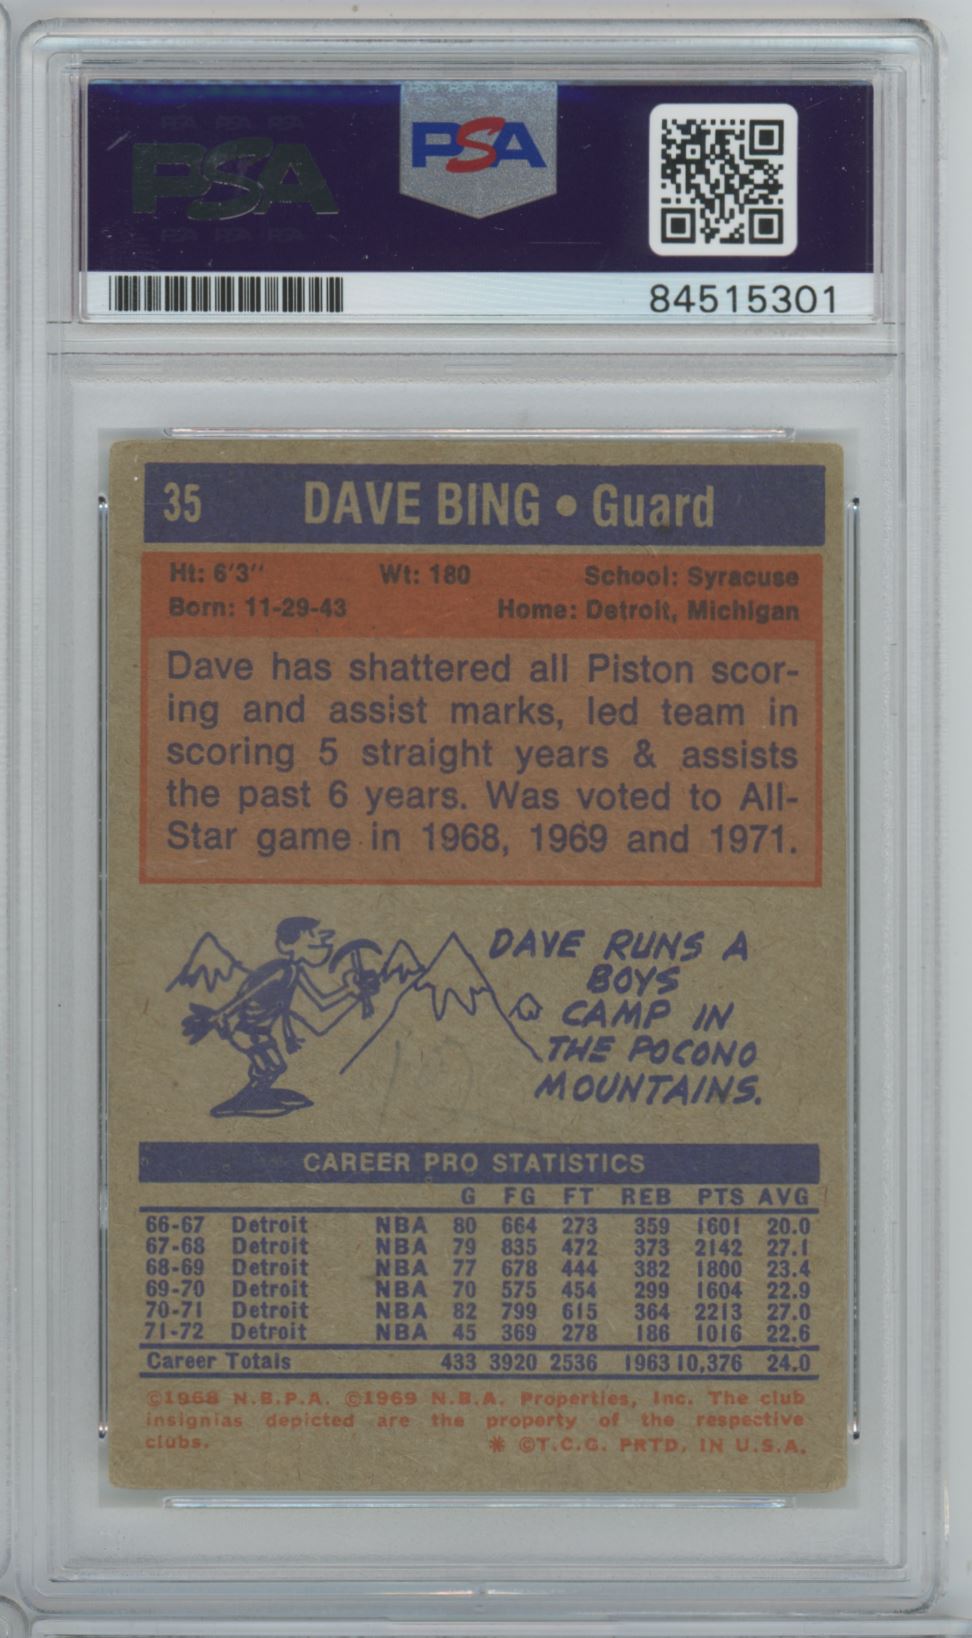 PSA PSA PSA
PSA
PSA
PSA PSA PSA
84515301
35 DAVE BING • Guard
Ht: 6'3" Wt: 180 School: Syracuse
Born: 11-29-43 Home: Detroit, Michigan
Dave has shattered all Piston scor-
ing and assist marks, led team in
scoring 5 straight years & assists
the past 6 years. Was voted to All-
Star game in 1968, 1969 and 1971.
DAVE RUNS A
BOYS
CAMP IN
THE POCONO
MOUNTAINS.
12
CAREER PRO STATISTICS
G FG FT REB PTS AVG
66-67 Detroit NBA 80 664 273 359 1601 20.0
67-68 Detroit NBA 79 835 472 373 2142 27.1
68-69 Detroit NBA 77 678 444 382 1800 23.4
69-70 Detroit NBA 70 575 454 299 1604 22.9
70-71 Detroit NBA 82 799 615 364 2213 27.0
71-72 Detroit NBA 45 369 278 186 1016 22.6
Career Totals 433 3920 2536 1963 10,376 24.0
©1968 N.B.P.A. ©1969 N.B.A. Properties, Inc. The club
insignias depicted are the property of the respective
clubs. * ©T.C.G. PRTD. IN U.S.A.